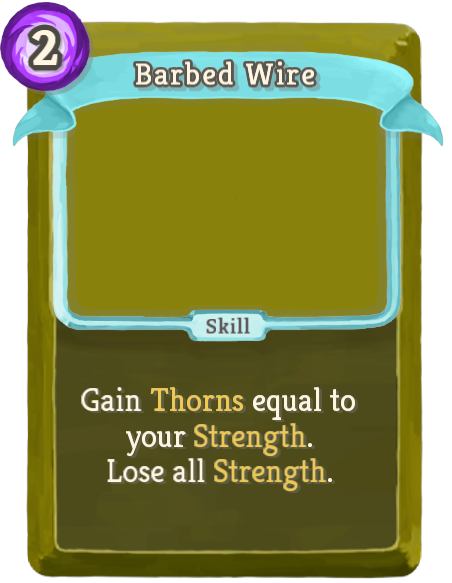 2
Barbed Wire
Skill
Gain Thorns equal to
your Strength.
Lose all Strength.